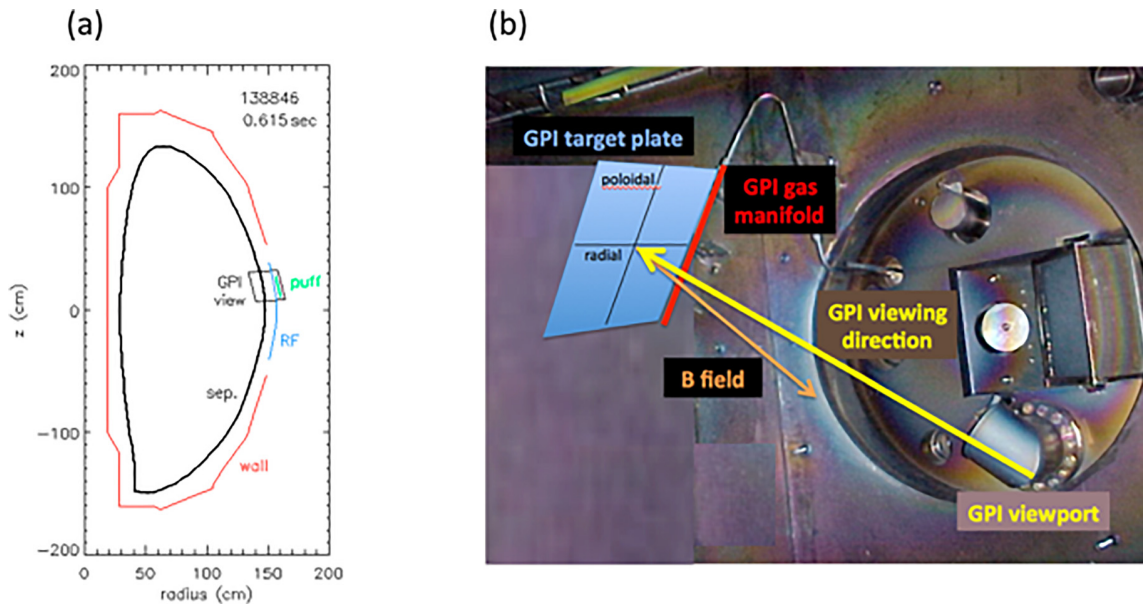 (a)
200
138846
0.615 sec
100
GPI
view
puff
z (cm)
0
RF
sep.
-100
wall
-200
0 50 100 150 200
radius (cm)
(b)
GPI target plate
poloidal
GPI gas
manifold
radial
GPI viewing
direction
B field
GPI viewport